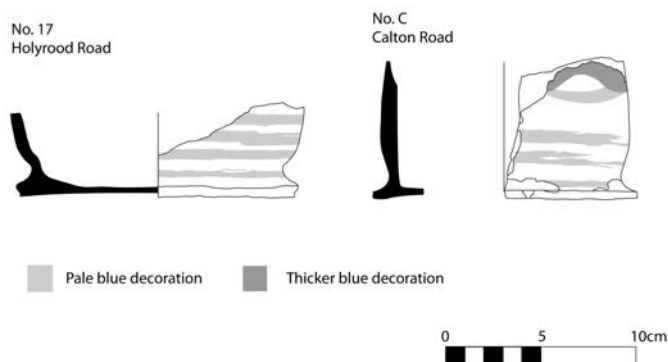 No. 17
Holyrood Road
No. C
Calton Road
Pale blue decoration
Thicker blue decoration
0
5
10cm